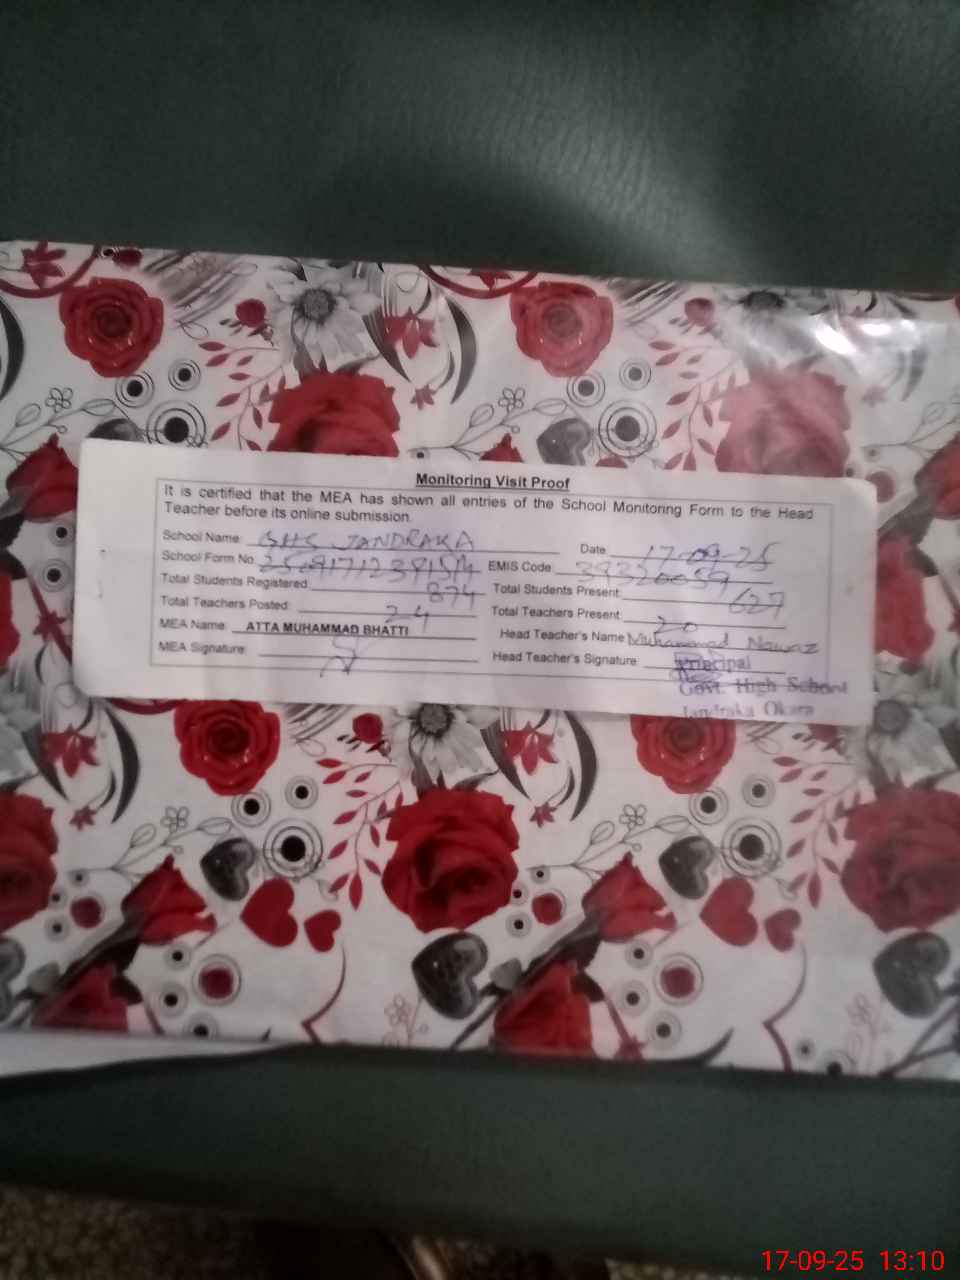 Monitoring Visit Proof
It is certified that the MEA has shown all entries of the School Monitoring Form to the Head
Teacher before its online submission.
School Name: GHS JANDRAKA Date: 17-09-25
School Form No. EMIS Code: 39320059
Total Students Registered: 874 Total Students Present: 627
Total Teachers Posted: 24 Total Teachers Present: 20
MEA Name: ATTA MUHAMMAD BHATTI Head Teacher's Name Muhammad Nawaz
MEA Signature: Head Teacher's Signature:
Principal
Govt. High School
Jandraka Okara
17-09-25 13:10